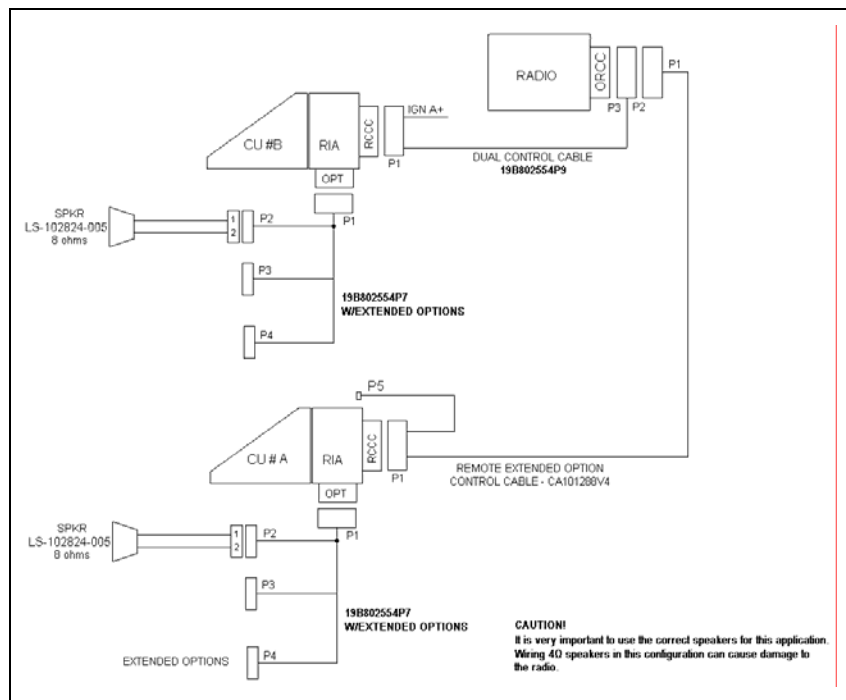 RADIO
ORCC
P1
P3
P2
IGN A+
RCCC
CU #B
RIA
P1
DUAL CONTROL CABLE
19B802554P9
OPT
P1
SPKR
LS-102824-005
8 ohms
1
2
P2
P3
19B802554P7
W/EXTENDED OPTIONS
P4
P5
RCCC
CU # A
RIA
P1
REMOTE EXTENDED OPTION
CONTROL CABLE - CA101288V4
OPT
P1
SPKR
LS-102824-005
8 ohms
1
2
P2
P3
19B802554P7
W/EXTENDED OPTIONS
EXTENDED OPTIONS
P4
CAUTION!
It is very important to use the correct speakers for this application.
Wiring 4Ω speakers in this configuration can cause damage to
the radio.